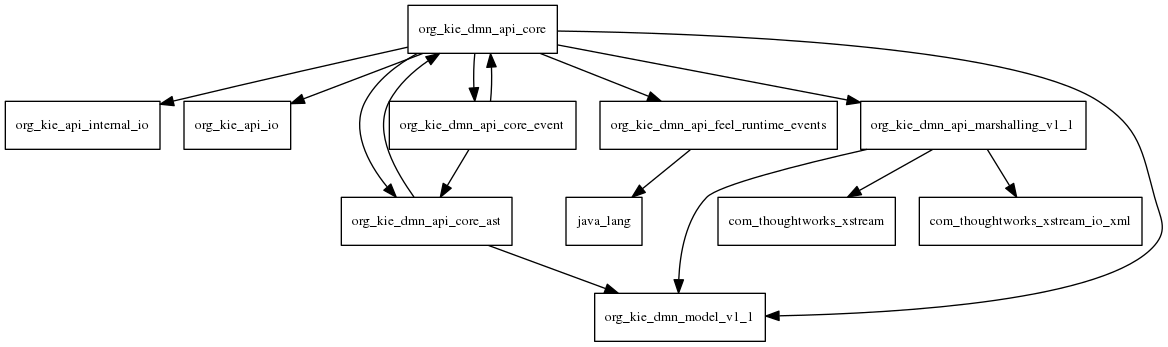 org_kie_dmn_api_core
org_kie_api_internal_io
org_kie_api_io
org_kie_dmn_api_core_event
org_kie_dmn_api_feel_runtime_events
org_kie_dmn_api_marshalling_v1_1
org_kie_dmn_api_core_ast
java_lang
com_thoughtworks_xstream
com_thoughtworks_xstream_io_xml
org_kie_dmn_model_v1_1